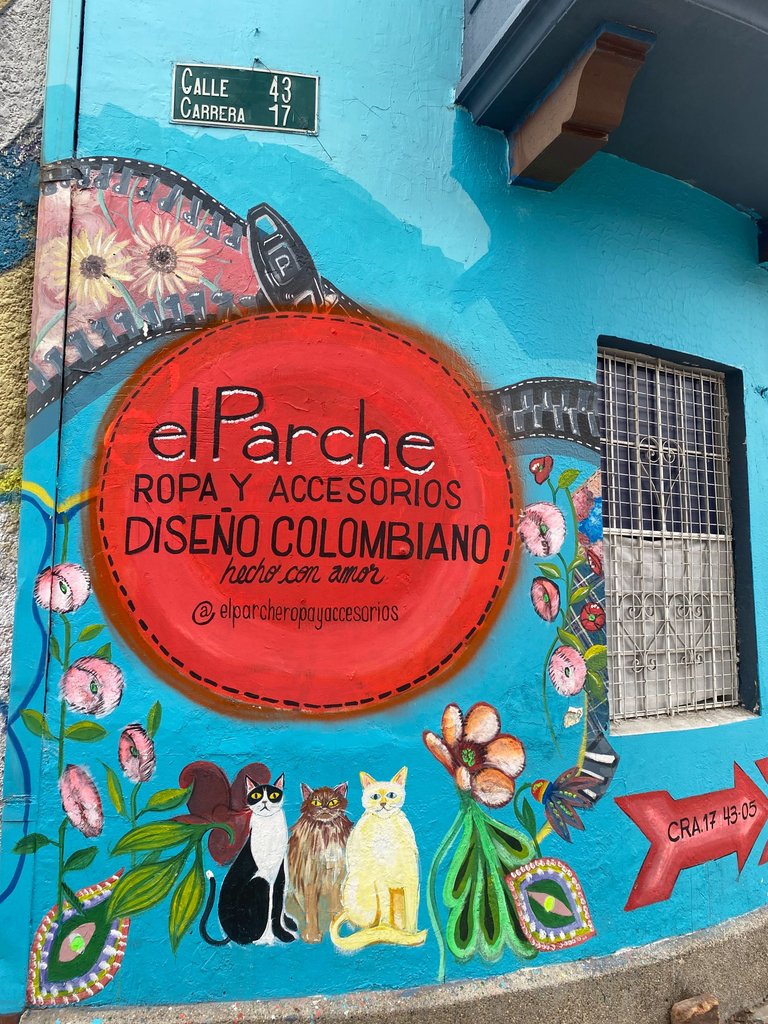 CALLE 43
CARRERA 17
P
elParche
ROPA Y ACCESORIOS
DISEÑO COLOMBIANO
hecho con amor
@elparcheropayaccesorios
CRA.17 43-05